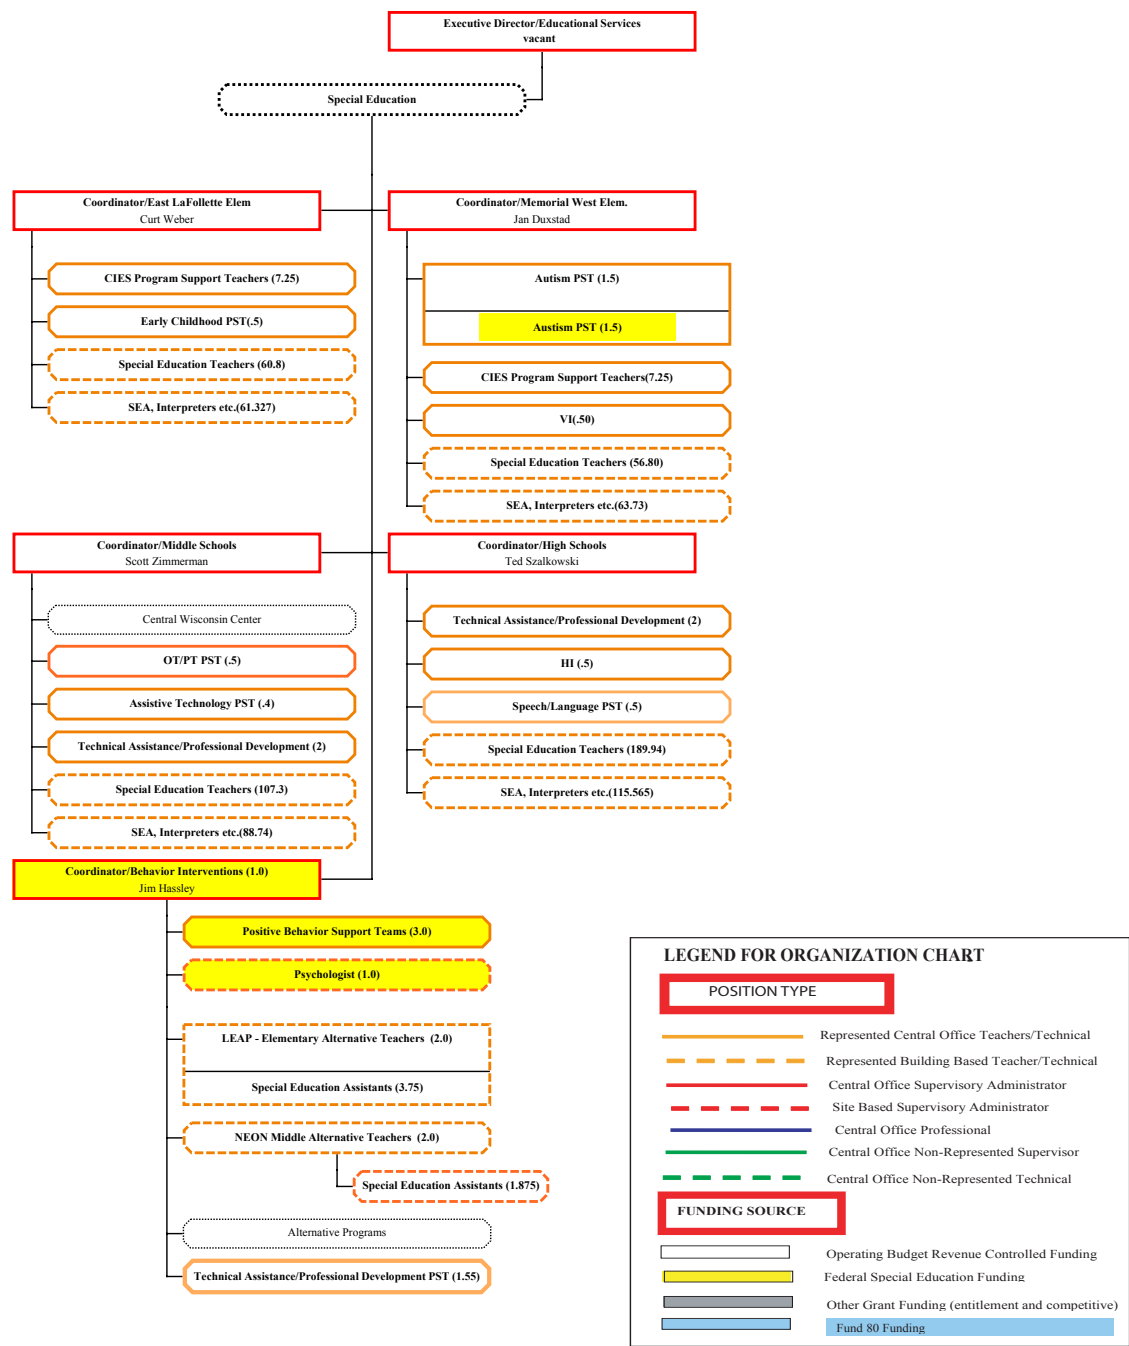 Executive Director/Educational Services
vacant
Special Education
Coordinator/East LaFollette Elem
Curt Weber
CIES Program Support Teachers (7.25)
Early Childhood PST(.5)
Special Education Teachers (60.8)
SEA, Interpreters etc.(61.327)
Coordinator/Memorial West Elem.
Jan Duxstad
Autism PST (1.5)
Austism PST (1.5)
CIES Program Support Teachers(7.25)
VI(.50)
Special Education Teachers (56.80)
SEA, Interpreters etc.(63.73)
Coordinator/Middle Schools
Scott Zimmerman
Central Wisconsin Center
OT/PT PST (.5)
Assistive Technology PST (.4)
Technical Assistance/Professional Development (2)
Special Education Teachers (107.3)
SEA, Interpreters etc.(88.74)
Coordinator/High Schools
Ted Szalkowski
Technical Assistance/Professional Development (2)
HI (.5)
Speech/Language PST (.5)
Special Education Teachers (189.94)
SEA, Interpreters etc.(115.565)
Coordinator/Behavior Interventions (1.0)
Jim Hassley
Positive Behavior Support Teams (3.0)
Psychologist (1.0)
LEAP - Elementary Alternative Teachers (2.0)
Special Education Assistants (3.75)
NEON Middle Alternative Teachers (2.0)
Special Education Assistants (1.875)
Alternative Programs
Technical Assistance/Professional Development PST (1.55)
LEGEND FOR ORGANIZATION CHART
POSITION TYPE
Represented Central Office Teachers/Technical
Represented Building Based Teacher/Technical
Central Office Supervisory Administrator
Site Based Supervisory Administrator
Central Office Professional
Central Office Non-Represented Supervisor
Central Office Non-Represented Technical
FUNDING SOURCE
Operating Budget Revenue Controlled Funding
Federal Special Education Funding
Other Grant Funding (entitlement and competitive)
Fund 80 Funding